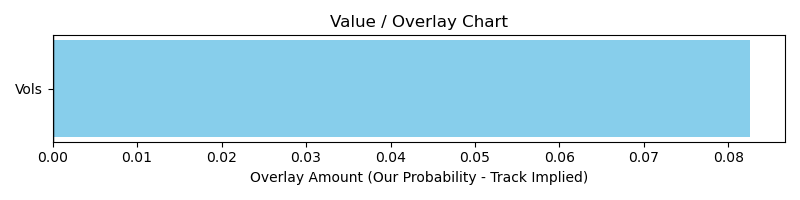 Value / Overlay Chart
Vols
0.00 0.01 0.02 0.03 0.04 0.05 0.06 0.07 0.08
Overlay Amount (Our Probability - Track Implied)